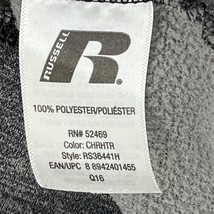 RUSSELL
R
100% POLYESTER/POLIÉSTER
RN# 52469
Color: CHRHTR
Style: RS36441H
EAN/UPC 8 8942401455
Q16